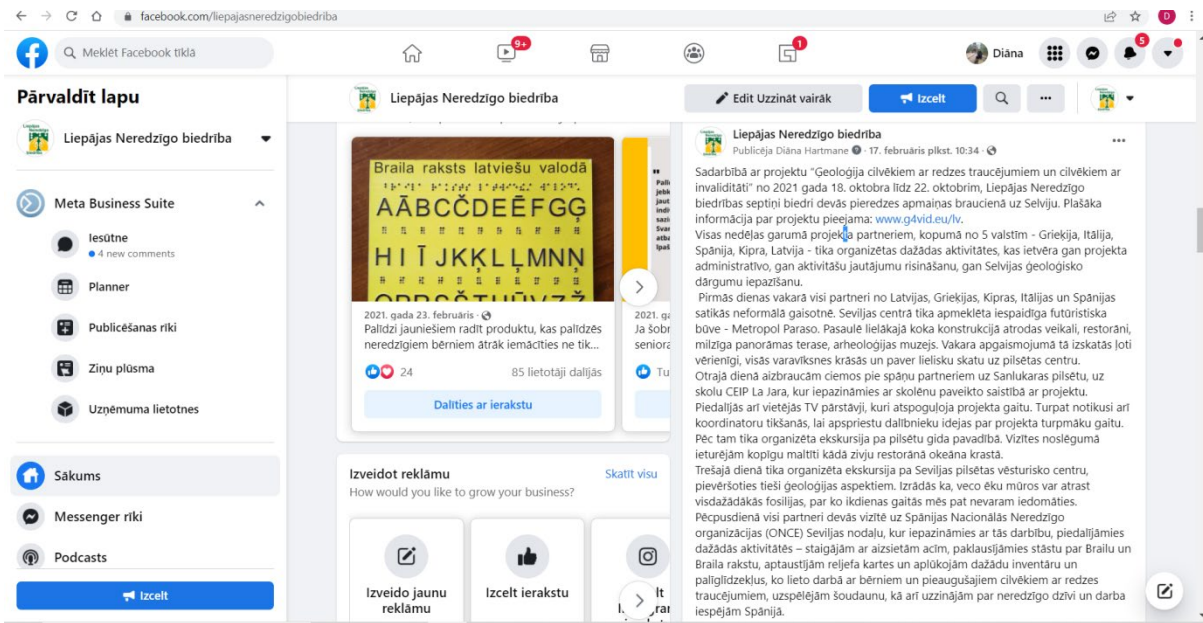 facebook.com/liepajasneredzigobiedriba
Meklēt Facebook tīklā
9+
1
Diāna
5
Pārvaldīt lapu
Liepājas Neredzīgo biedrība
Meta Business Suite
Iesūtne
4 new comments
Planner
Publicēšanas rīki
Ziņu plūsma
Uzņēmuma lietotnes
Sākums
Messenger rīki
Podcasts
Izcelt
Liepājas Neredzīgo biedrība
Edit Uzzināt vairāk
Izcelt
Braila raksts latviešu valodā
AĀBCČDEĒFGĢ
HIĪJKĶLĻMNŅ
2021. gada 23. februāris
Palīdzi jauniešiem radīt produktu, kas palīdzēs
neredzīgiem bērniem ātrāk iemācīties ne tik...
24
85 lietotāji dalījās
Dalīties ar ierakstu
2021. ga
Ja šobr
seniora
Tu
Izveidot reklāmu
Skatīt visu
How would you like to grow your business?
Izveido jaunu
reklāmu
Izcelt ierakstu
Liepājas Neredzīgo biedrība
Publicēja Diāna Hartmane · 17. februāris plkst. 10:34 ·
Sadarbībā ar projektu "Ģeoloģija cilvēkiem ar redzes traucējumiem un cilvēkiem ar
invaliditāti" no 2021 gada 18. oktobra līdz 22. oktobrim, Liepājas Neredzīgo
biedrības septiņi biedri devās pieredzes apmaiņas braucienā uz Selviju. Plašāka
informācija par projektu pieejama: www.g4vid.eu/lv.
Visas nedēļas garumā projekta partneriem, kopumā no 5 valstīm - Grieķija, Itālija,
Spānija, Kipra, Latvija - tika organizētas dažādas aktivitātes, kas ietvēra gan projekta
administratīvo, gan aktivitāšu jautājumu risināšanu, gan Selvijas ģeoloģisko
dārgumu iepazīšanu.
Pirmās dienas vakarā visi partneri no Latvijas, Grieķijas, Kipras, Itālijas un Spānijas
satikās neformālā gaisotnē. Seviljas centrā tika apmeklēta iespaidīga futūristiska
būve - Metropol Paraso. Pasaulē lielākajā koka konstrukcijā atrodas veikali, restorāni,
milzīga panorāmas terase, arheoloģijas muzejs. Vakara apgaismojumā tā izskatās ļoti
vērienīgi, visās varavīksnes krāsās un paver lielisku skatu uz pilsētas centru.
Otrajā dienā aizbraucām ciemos pie spāņu partneriem uz Sanlukaras pilsētu, uz
skolu CEIP La Jara, kur iepazināmies ar skolēnu paveikto saistībā ar projektu.
Piedalījās arī vietējās TV pārstāvji, kuri atspoguļoja projekta gaitu. Turpat notikusi arī
koordinatoru tikšanās, lai apspriestu dalībnieku idejas par projekta turpmāku gaitu.
Pēc tam tika organizēta ekskursija pa pilsētu gida pavadībā. Vizītes noslēgumā
ieturējām kopīgu maltīti kādā zivju restorānā okeāna krastā.
Trešajā dienā tika organizēta ekskursija pa Seviljas pilsētas vēsturisko centru,
pievēršoties tieši ģeoloģijas aspektiem. Izrādās ka, veco ēku mūros var atrast
visdažādākās fosilijas, par ko ikdienas gaitās mēs pat nevaram iedomāties.
Pēcpusdienā visi partneri devās vizītē uz Spānijas Nacionālās Neredzīgo
organizācijas (ONCE) Seviljas nodaļu, kur iepazināmies ar tās darbību, piedalījāmies
dažādās aktivitātēs – staigājām ar aizsietām acīm, paklausījāmies stāstu par Brailu un
Braila rakstu, aptaustījām reljefa kartes un aplūkojām dažādu inventāru un
palīglīdzekļus, ko lieto darbā ar bērniem un pieaugušajiem cilvēkiem ar redzes
traucējumiem, uzspēlējām šoudaunu, kā arī uzzinājām par neredzīgo dzīvi un darba
iespējām Spānijā.